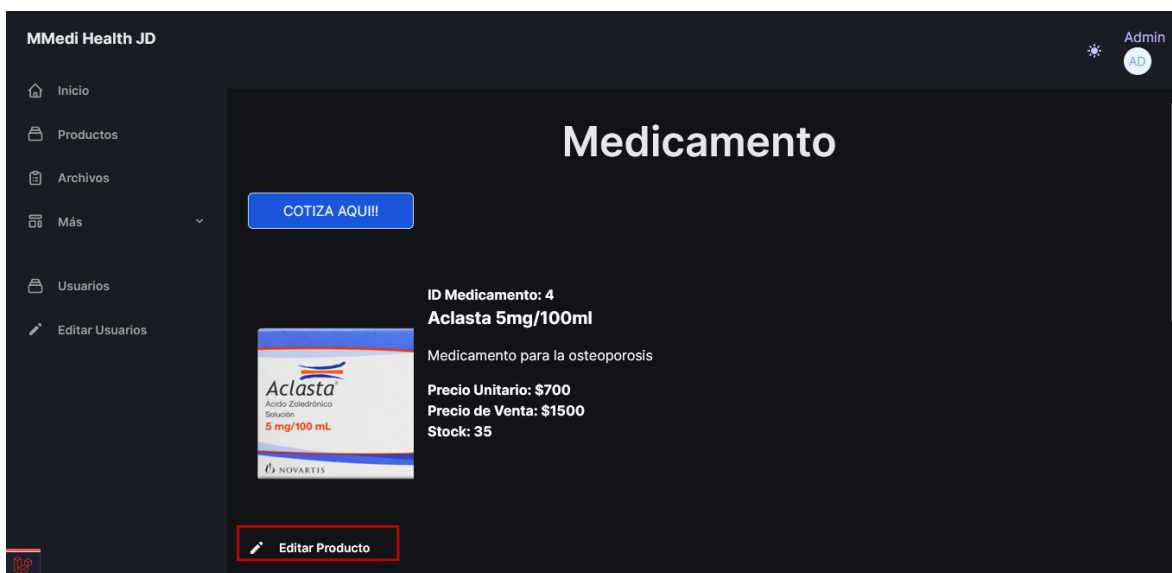 MMedi Health JD
Admin
AD
Inicio
Productos
Archivos
Más
Usuarios
Editar Usuarios
Medicamento
COTIZA AQUI!!!
Aclasta
Ácido Zoledrónico
Solución
5 mg/100 mL
NOVARTIS
ID Medicamento: 4
Aclasta 5mg/100ml
Medicamento para la osteoporosis
Precio Unitario: $700
Precio de Venta: $1500
Stock: 35
Editar Producto